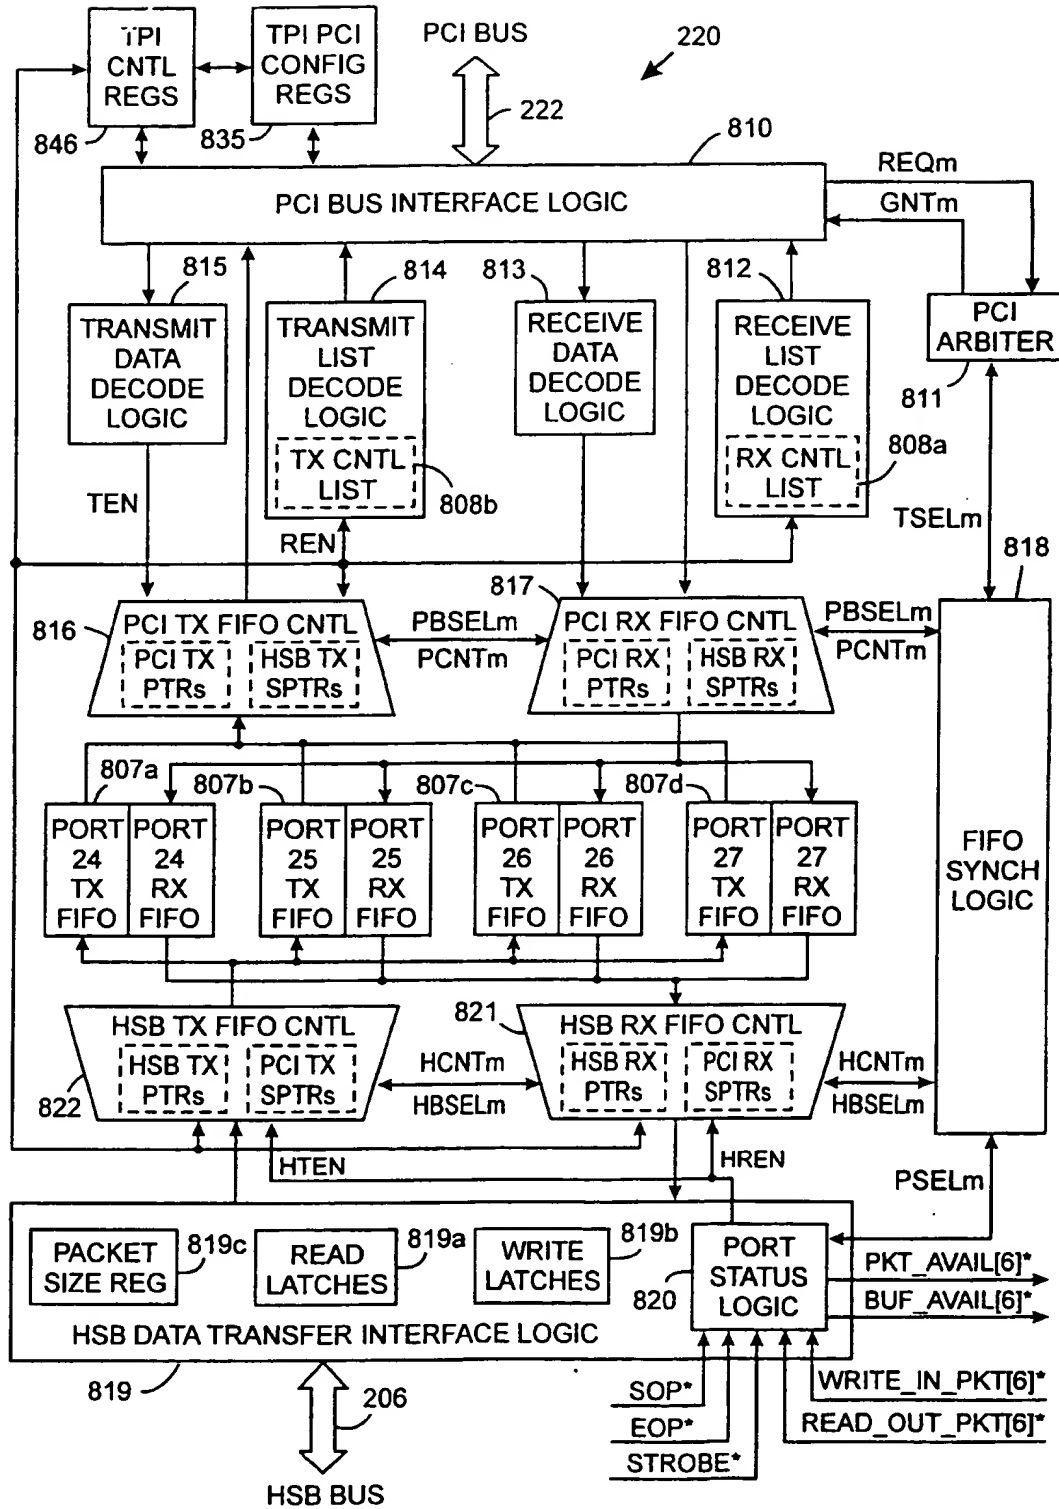 TPI
CNTL
REGS
846
TPI PCI
CONFIG
REGS
835
PCI BUS
222
220
810
PCI BUS INTERFACE LOGIC
REQm
GNTm
815
TRANSMIT
DATA
DECODE
LOGIC
814
TRANSMIT
LIST
DECODE
LOGIC
TX CNTL
LIST
808b
813
RECEIVE
DATA
DECODE
LOGIC
812
RECEIVE
LIST
DECODE
LOGIC
RX CNTL
LIST
808a
PCI
ARBITER
811
TEN
REN
TSELm
818
816
PCI TX FIFO CNTL
PCI TX
PTRs
HSB TX
SPTRs
PBSELm
PCNTm
817
PCI RX FIFO CNTL
PCI RX
PTRs
HSB RX
SPTRs
PBSELm
PCNTm
FIFO
SYNCH
LOGIC
807a
PORT
24
TX
FIFO
PORT
24
RX
FIFO
807b
PORT
25
TX
FIFO
PORT
25
RX
FIFO
807c
PORT
26
TX
FIFO
PORT
26
RX
FIFO
807d
PORT
27
TX
FIFO
PORT
27
RX
FIFO
HSB TX FIFO CNTL
HSB TX
PTRs
PCI TX
SPTRs
822
HCNTm
HBSELm
821
HSB RX FIFO CNTL
HSB RX
PTRs
PCI RX
SPTRs
HCNTm
HBSELm
HTEN
HREN
PSELm
PACKET
SIZE REG
819c
READ
LATCHES
819a
WRITE
LATCHES
819b
820
PORT
STATUS
LOGIC
HSB DATA TRANSFER INTERFACE LOGIC
819
PKT_AVAIL[6]*
BUF_AVAIL[6]*
WRITE_IN_PKT[6]*
READ_OUT_PKT[6]*
SOP*
EOP*
STROBE*
206
HSB BUS